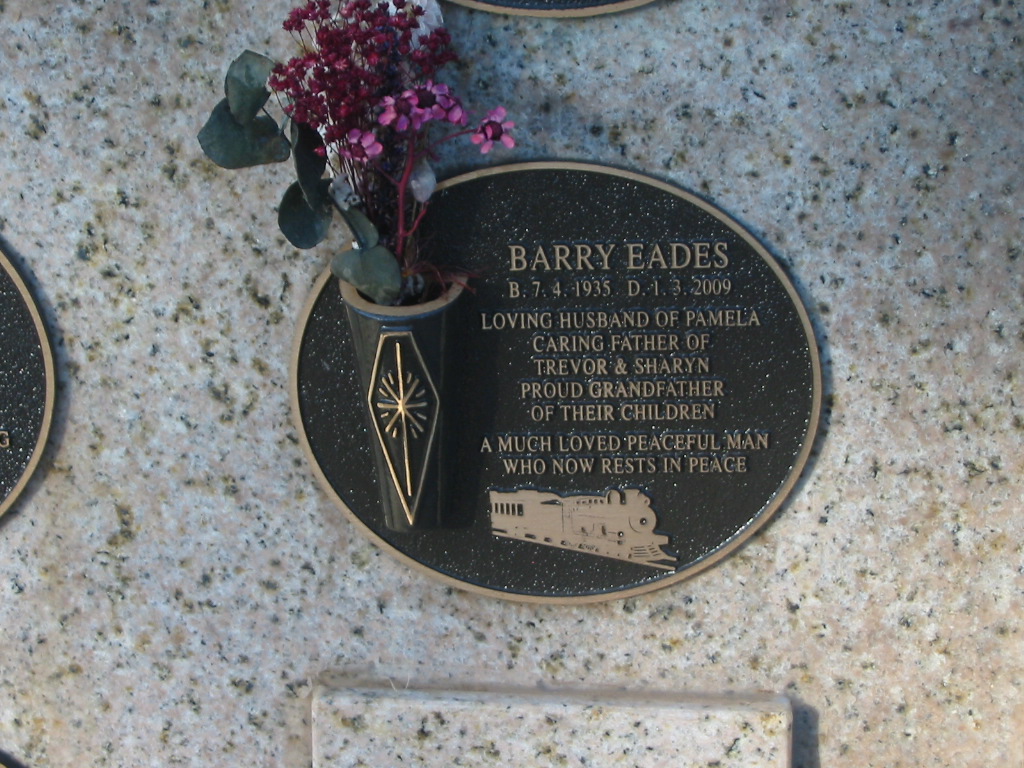 BARRY EADES
B. 7. 4. 1935 D. 1. 3. 2009
LOVING HUSBAND OF PAMELA
CARING FATHER OF
TREVOR & SHARYN
PROUD GRANDFATHER
OF THEIR CHILDREN
A MUCH LOVED PEACEFUL MAN
WHO NOW RESTS IN PEACE